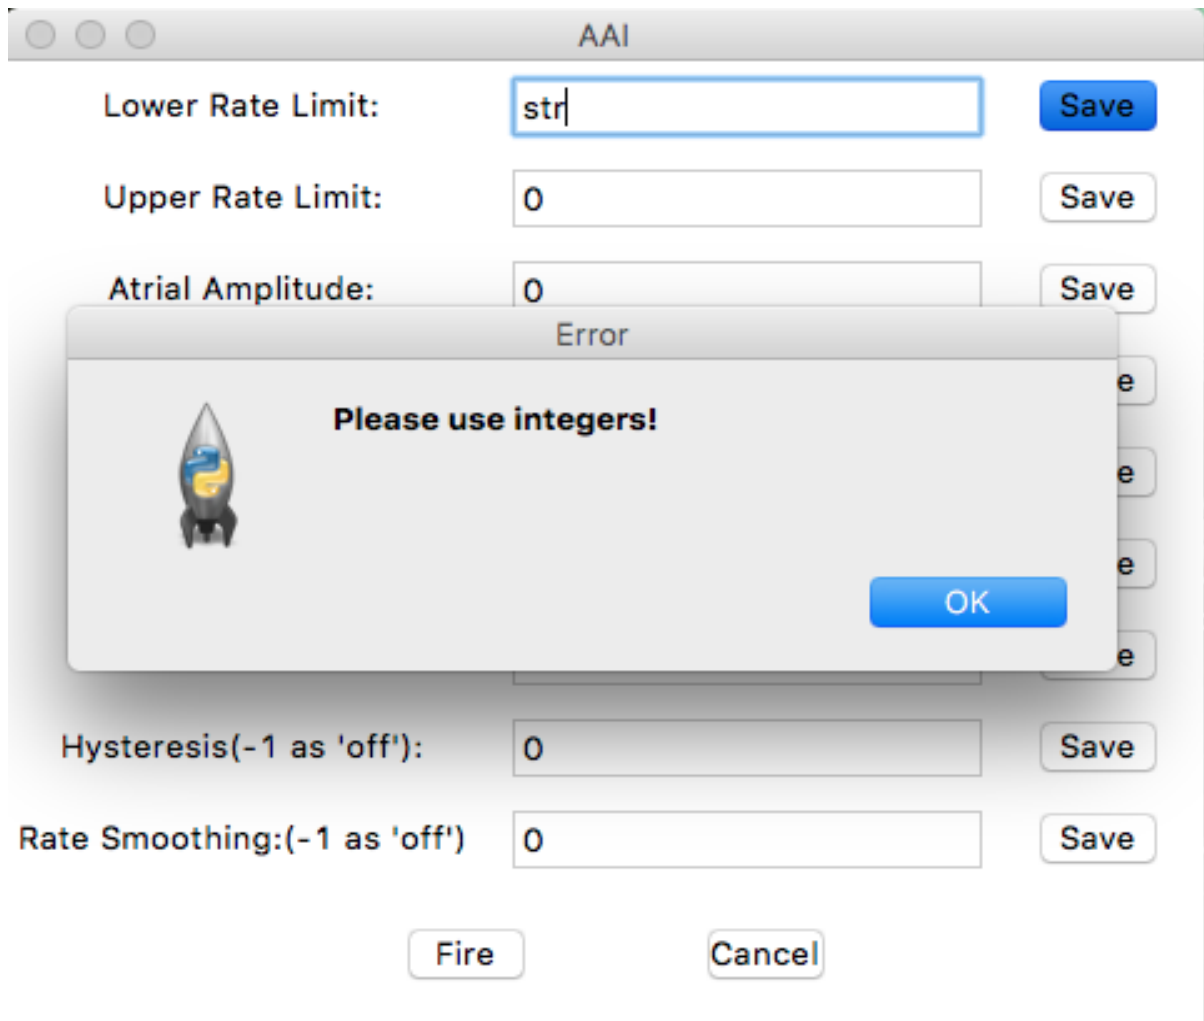 AAI
Lower Rate Limit: str Save
Upper Rate Limit: 0 Save
Atrial Amplitude: 0 Save
Error
Please use integers!
OK
Hysteresis(-1 as 'off'): 0 Save
Rate Smoothing:(-1 as 'off') 0 Save
Fire Cancel